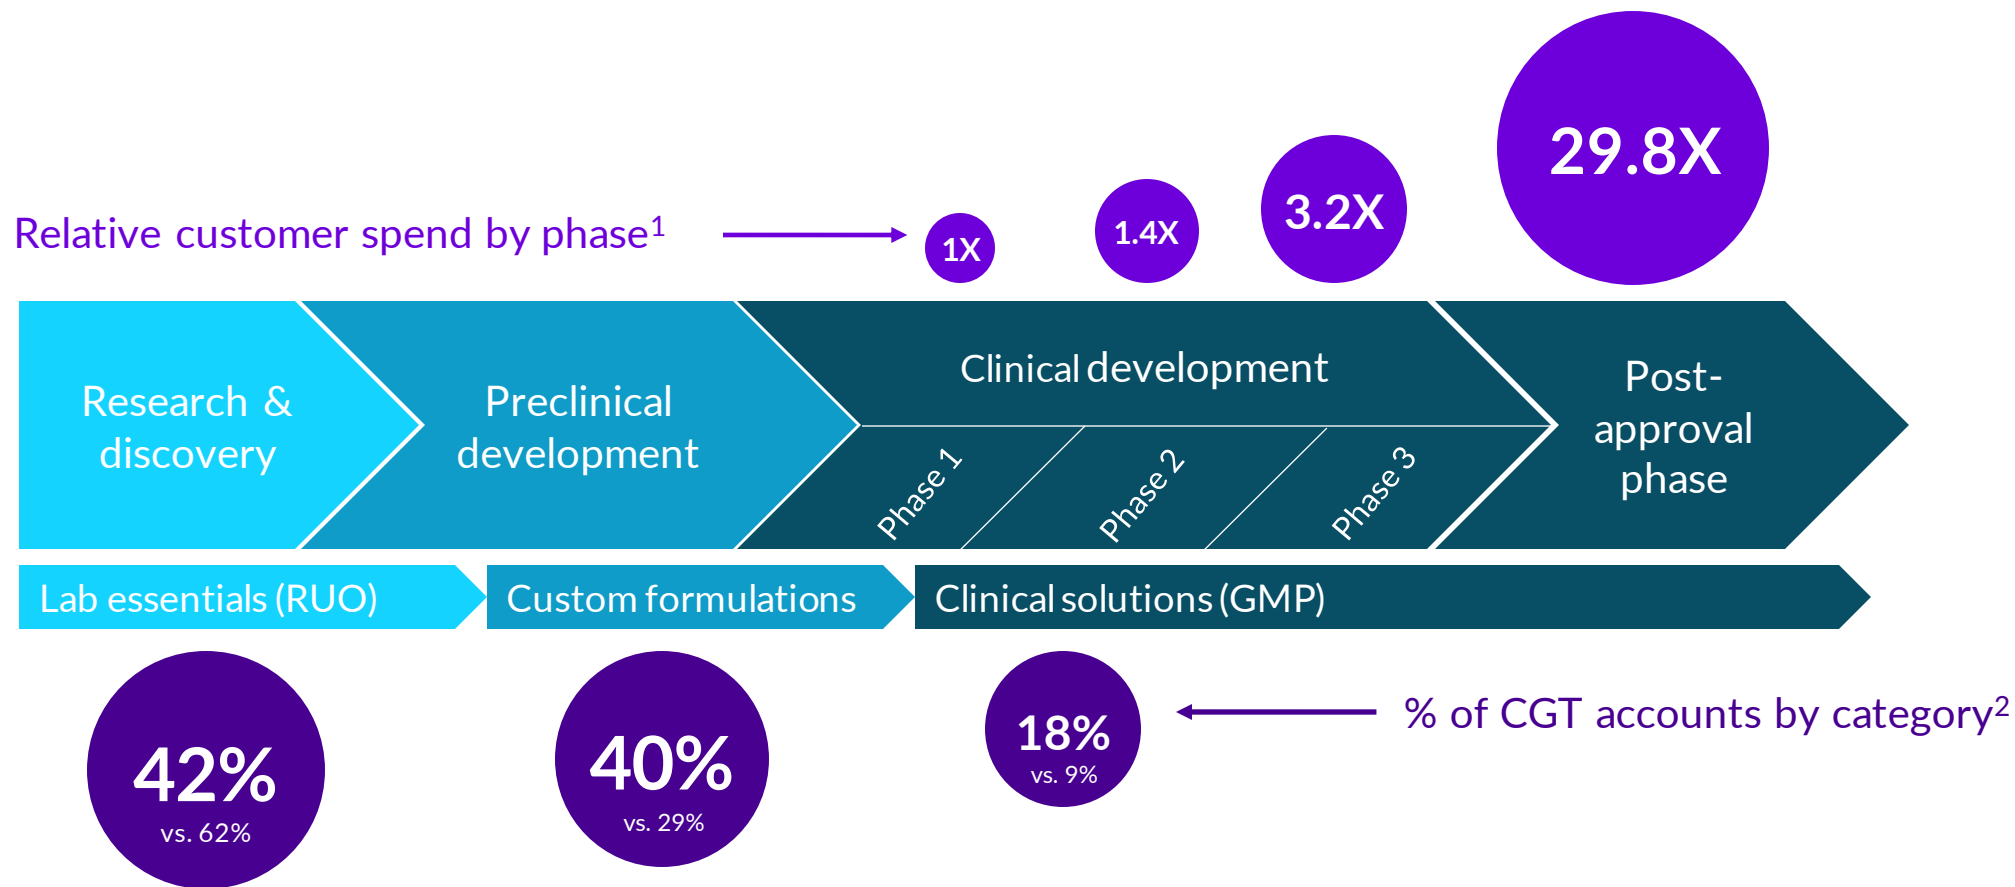 29.8X
3.2X
1.4X
1X
Relative customer spend by phase¹
Research &
discovery
Preclinical
development
Clinical development
Phase 1
Phase 2
Phase 3
Post-
approval
phase
Lab essentials (RUO)
Custom formulations
Clinical solutions (GMP)
42%
vs. 62%
40%
vs. 29%
18%
vs. 9%
% of CGT accounts by category²